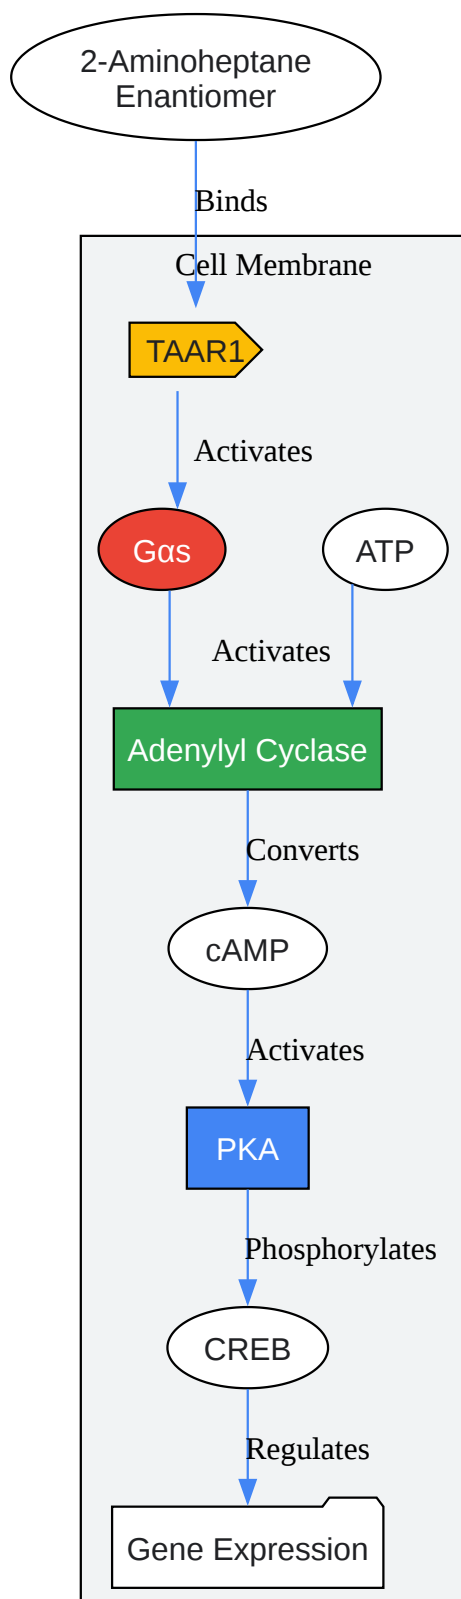 2-Aminoheptane
Enantiomer
Binds
Cell Membrane
TAAR1
Activates
Gαs
ATP
Activates
Adenylyl Cyclase
Converts
cAMP
Activates
PKA
Phosphorylates
CREB
Regulates
Gene Expression